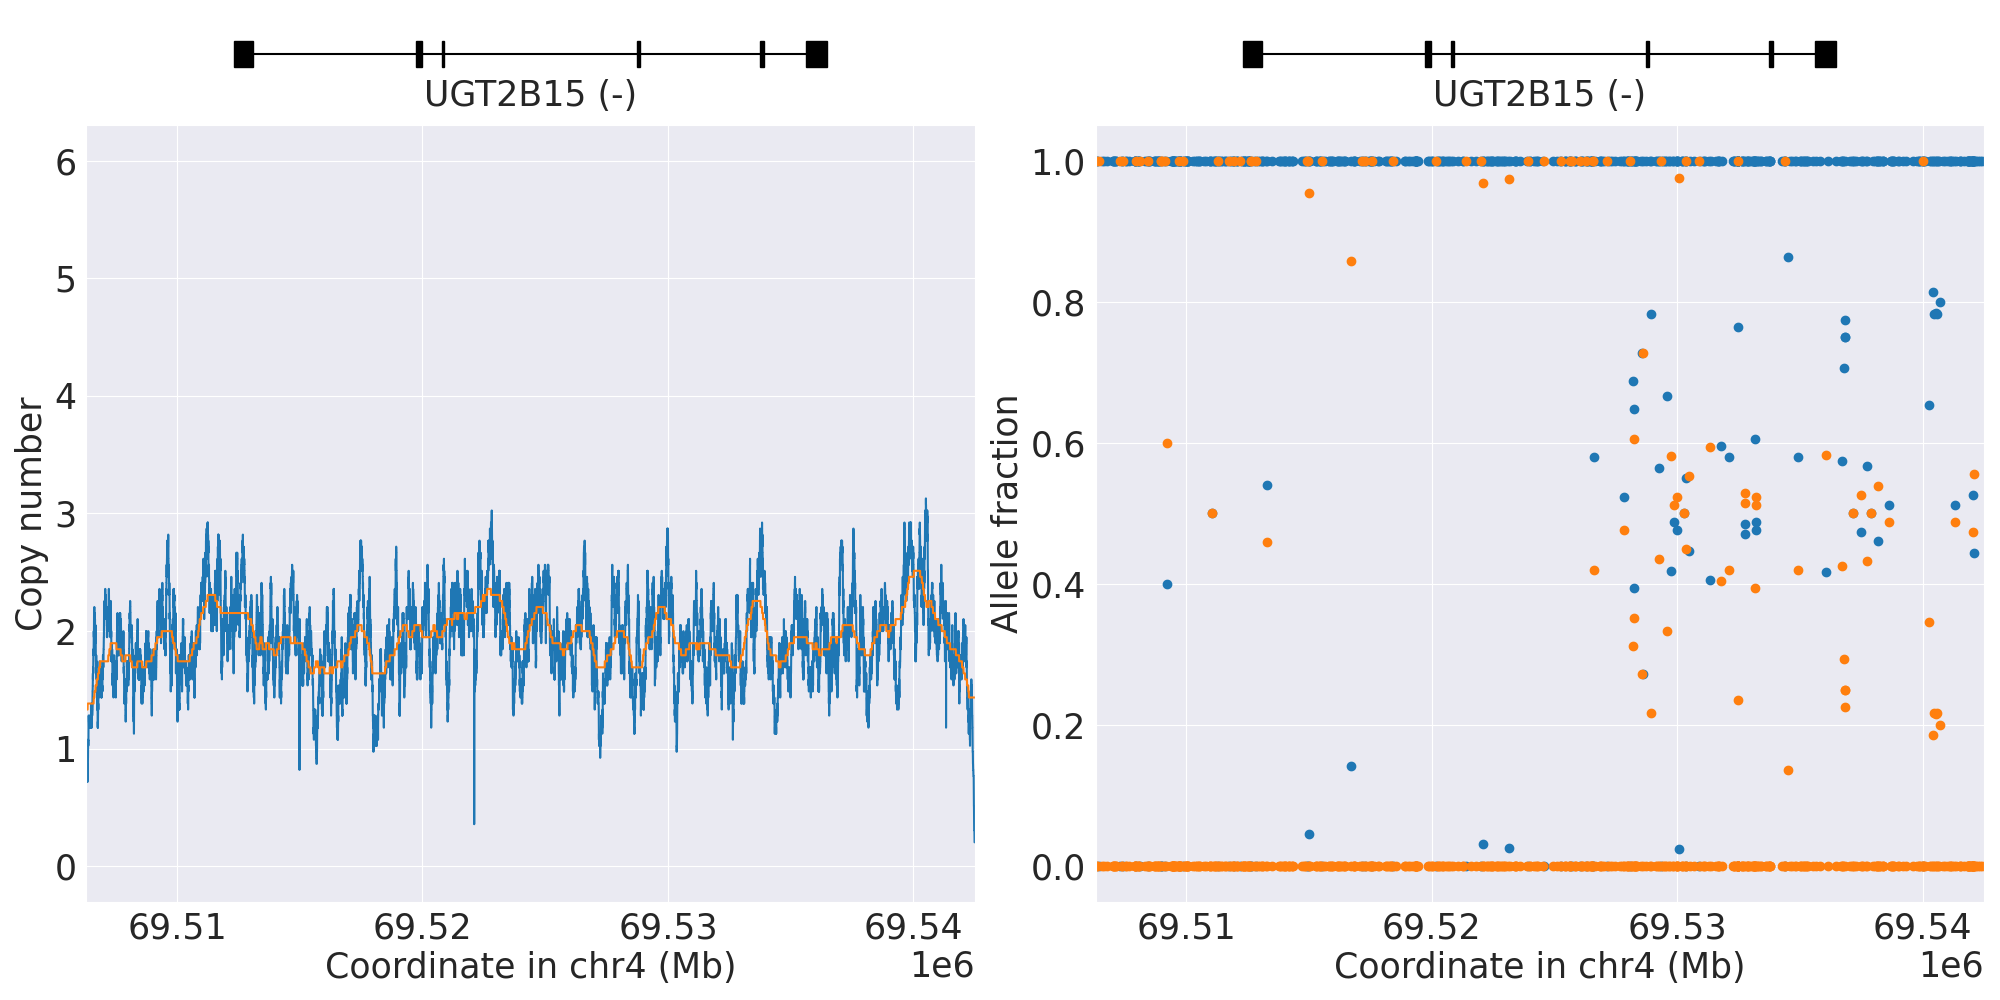 UGT2B15 (-)
6
5
4
3
2
1
0
Copy number
69.51 69.52 69.53 69.54
Coordinate in chr4 (Mb)
1e6
UGT2B15 (-)
1.0
0.8
0.6
0.4
0.2
0.0
Allele fraction
69.51 69.52 69.53 69.54
Coordinate in chr4 (Mb)
1e6